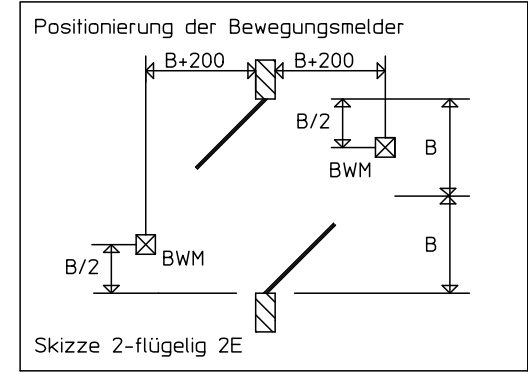 Positionierung der Bewegungsmelder
B+200
B+200
B/2
B
BWM
B
BWM
B/2
Skizze 2-flügelig 2E